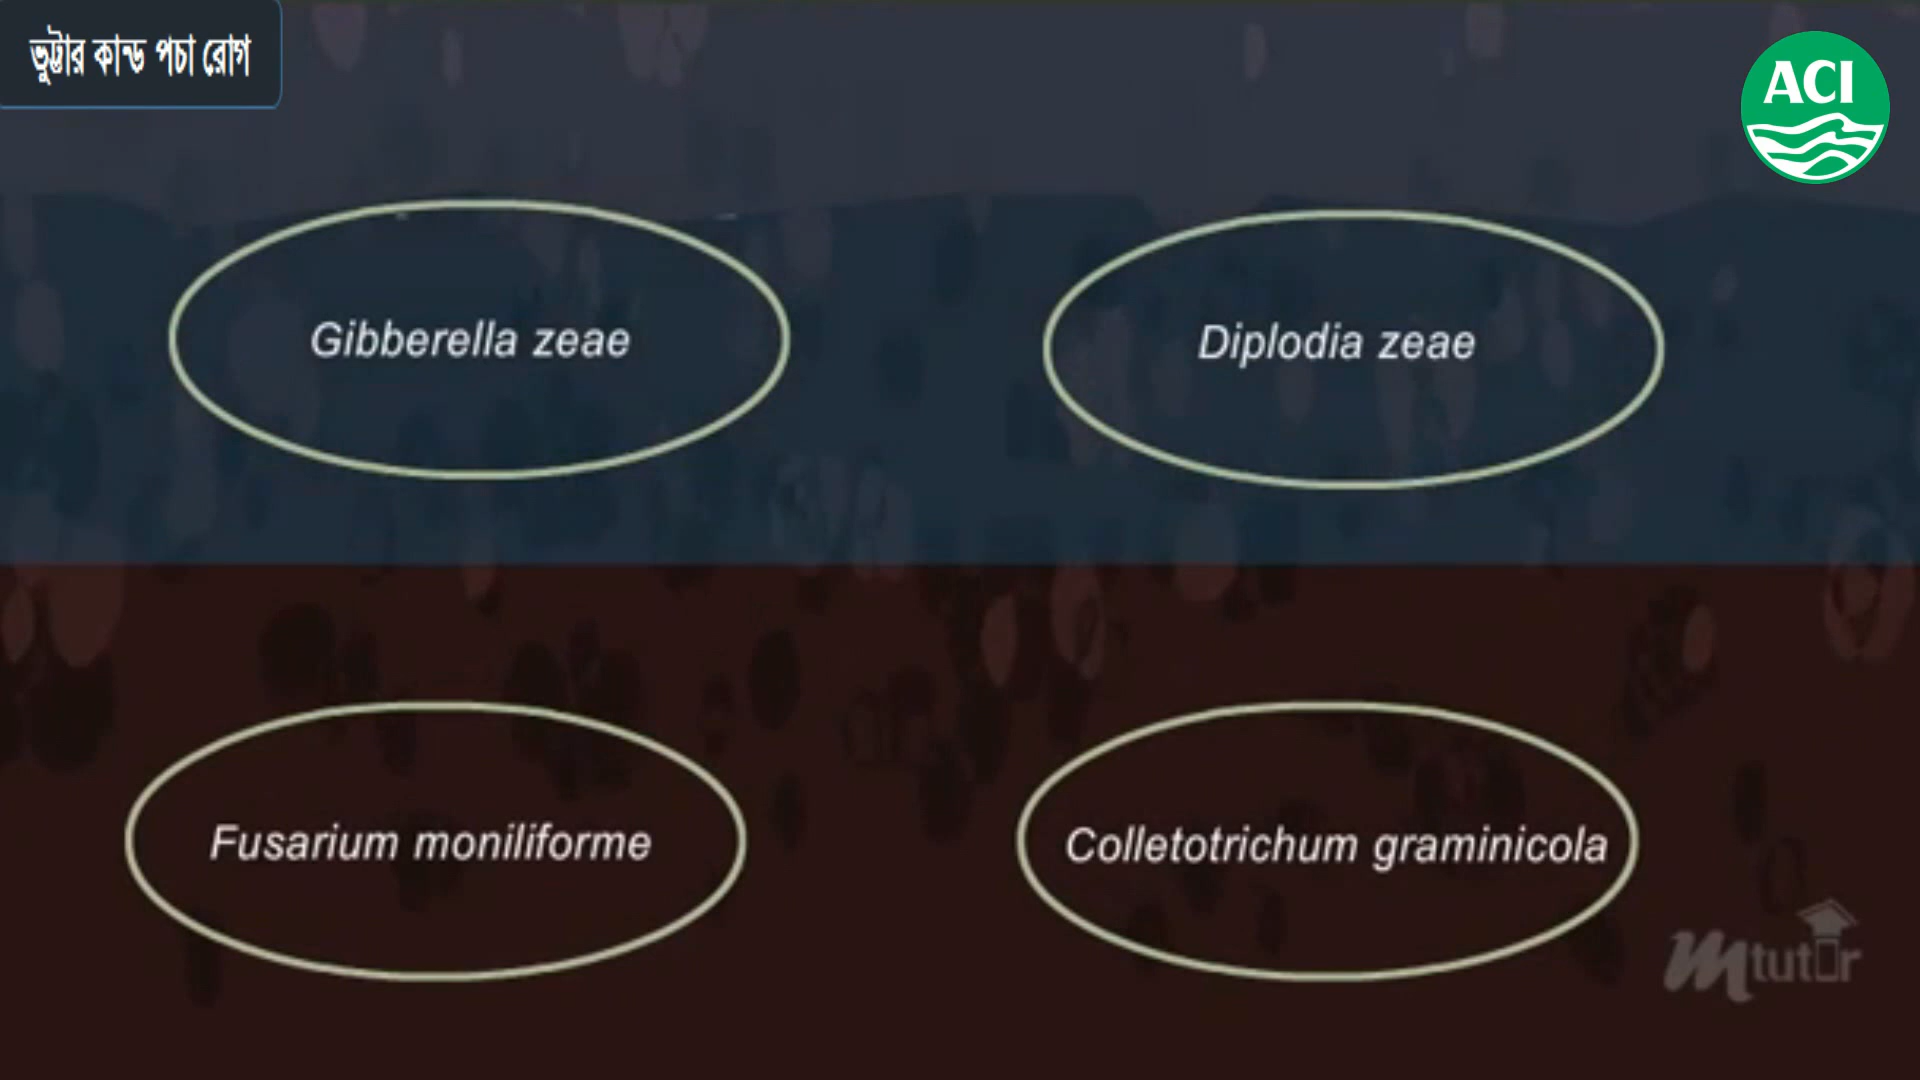 ভুট্টার কান্ড পচা রোগ
ACI
Gibberella zeae
Diplodia zeae
Fusarium moniliforme
Colletotrichum graminicola
mtutor